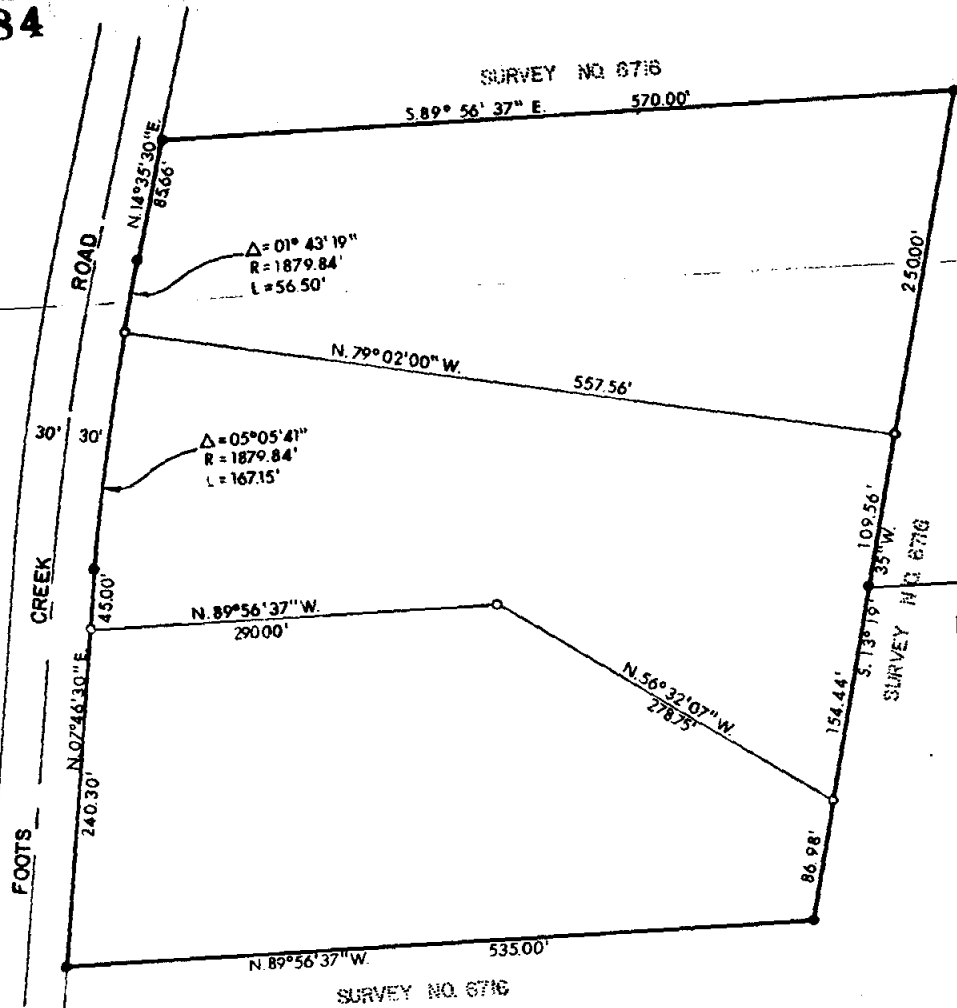 84
SURVEY NO. 6716
S.89° 56' 37" E. 570.00'
N.14°35'30"E.
85.66'
Δ= 01° 43' 19"
R = 1879.84'
L = 56.50'
ROAD
250.00'
N. 79°02'00" W. 557.56'
30' 30'
Δ = 05°05'41"
R = 1879.84'
L = 167.15'
109.56'
S. 13° 19' 35" W.
SURVEY NO. 6716
CREEK
45.00'
N. 89°56'37" W.
290.00'
N. 56° 32' 07" W.
278.75'
154.44'
N.07°46'30" E.
240.30'
86.98'
FOOTS
N. 89°56'37" W. 535.00'
SURVEY NO. 6716